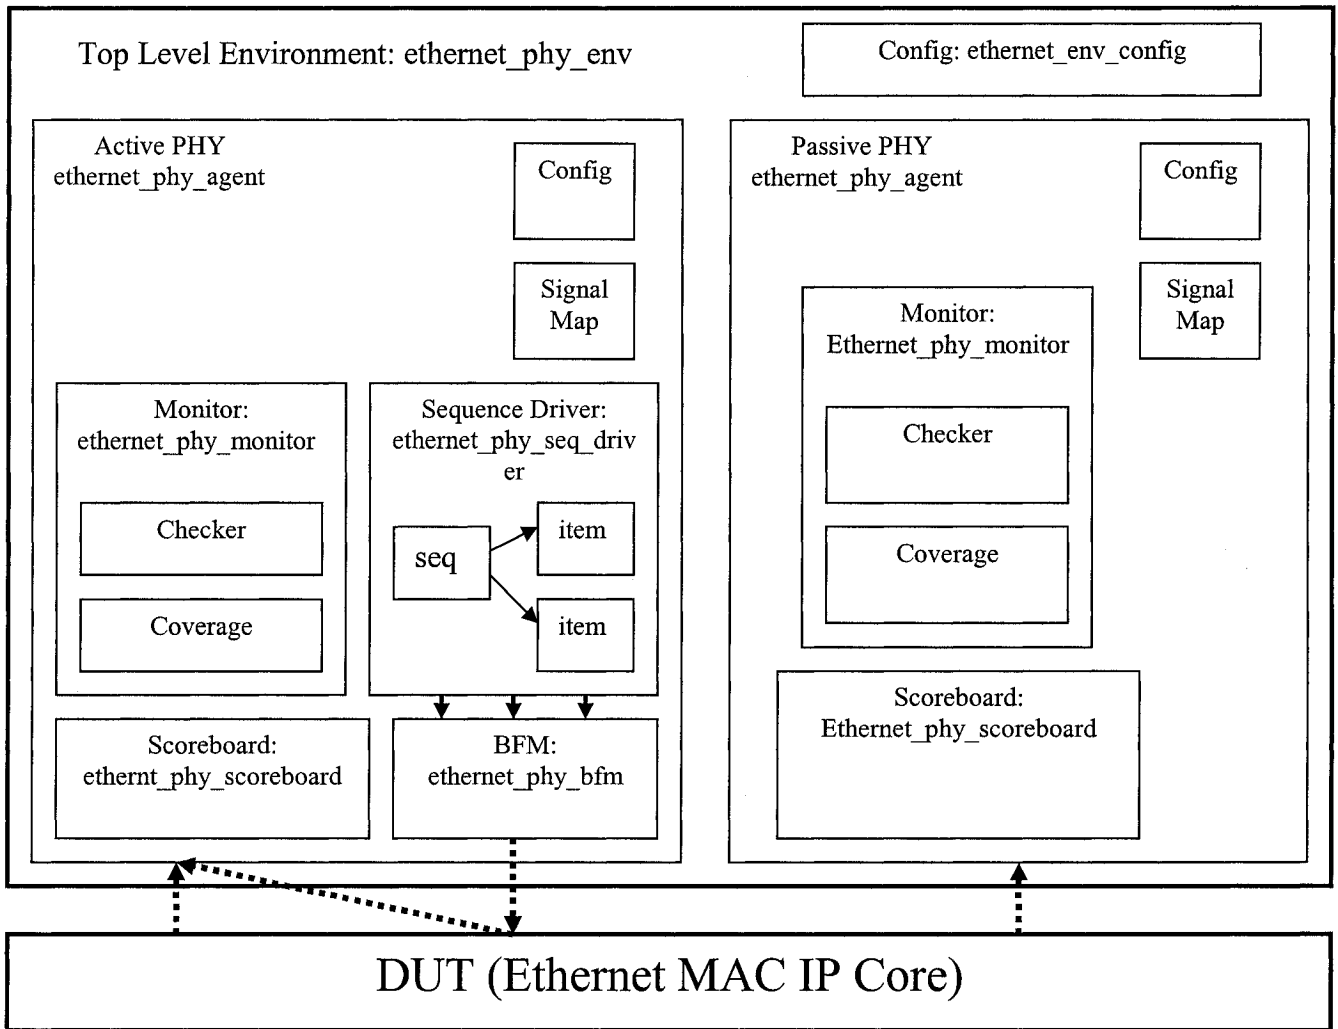 Top Level Environment: ethernet_phy_env
Config: ethernet_env_config
Active PHY
ethernet_phy_agent
Config
Signal
Map
Monitor:
ethernet_phy_monitor
Checker
Coverage
Sequence Driver:
ethernet_phy_seq_driv
er
seq
item
item
Scoreboard:
ethernt_phy_scoreboard
BFM:
ethernet_phy_bfm
Passive PHY
ethernet_phy_agent
Config
Signal
Map
Monitor:
Ethernet_phy_monitor
Checker
Coverage
Scoreboard:
Ethernet_phy_scoreboard
DUT (Ethernet MAC IP Core)